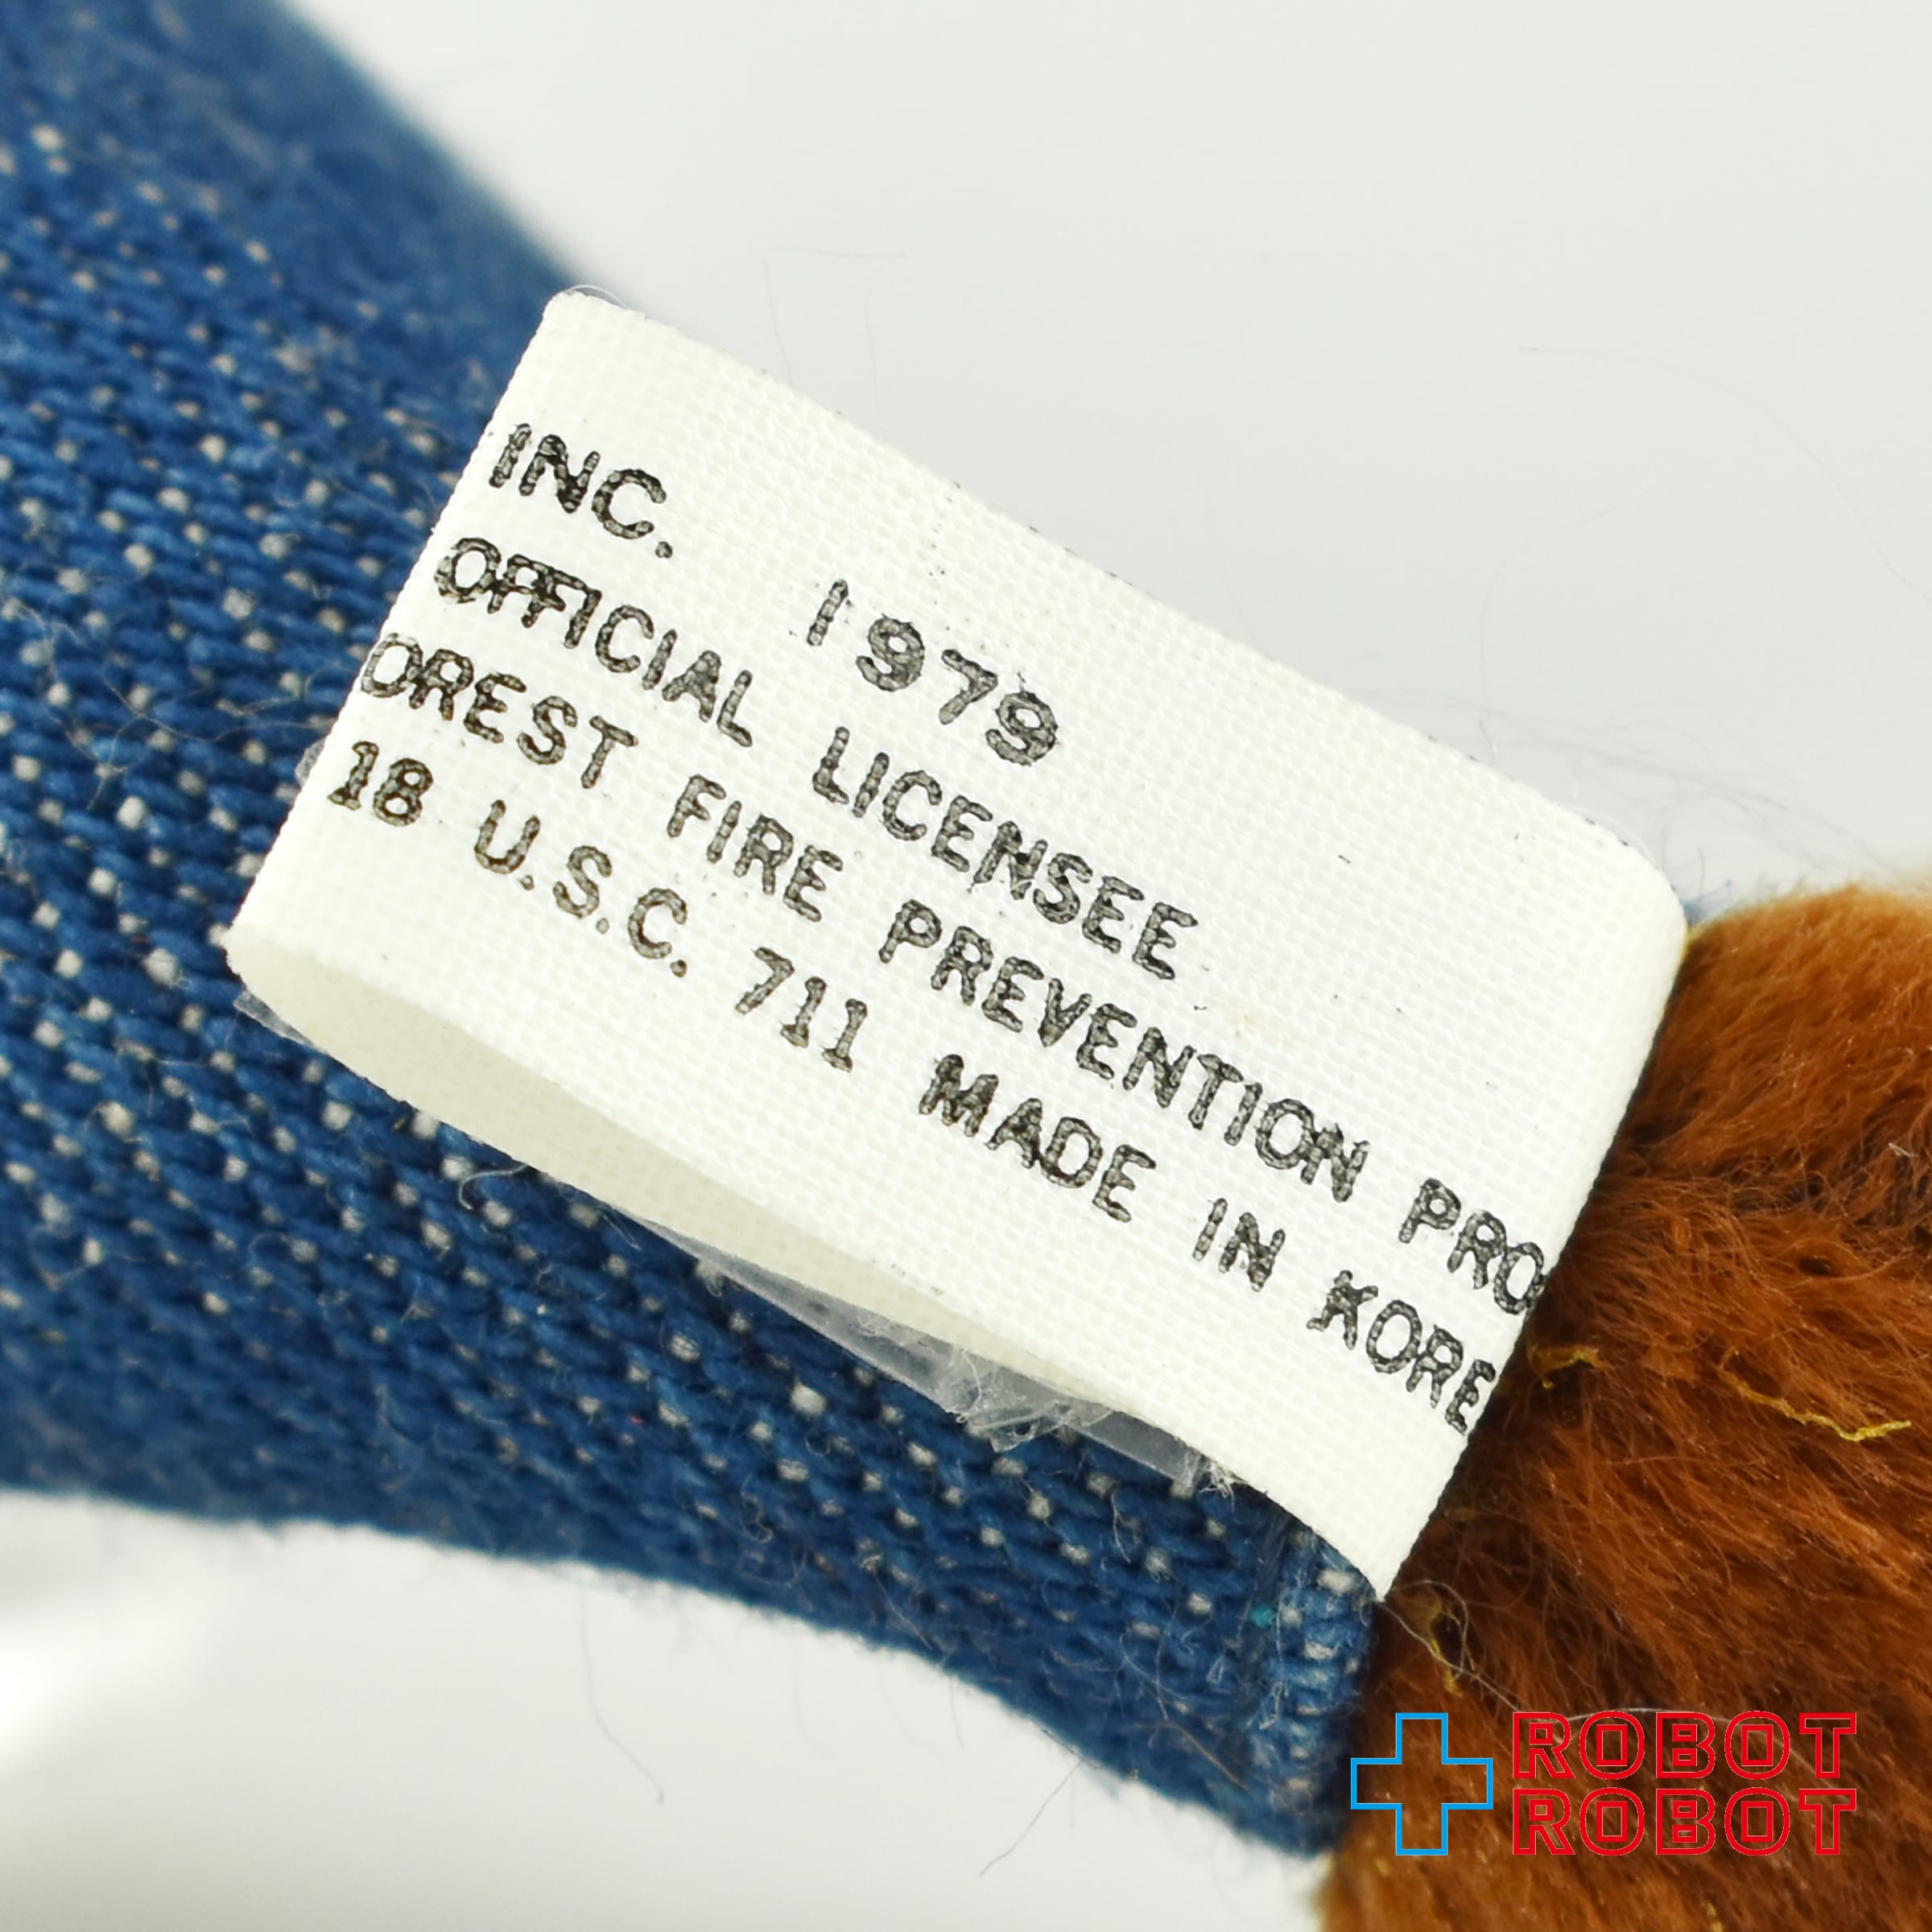 INC. 1979
OFFICIAL LICENSEE
OREST FIRE PREVENTION PRO
18 U.S.C. 711 MADE IN KORE
ROBOT
ROBOT